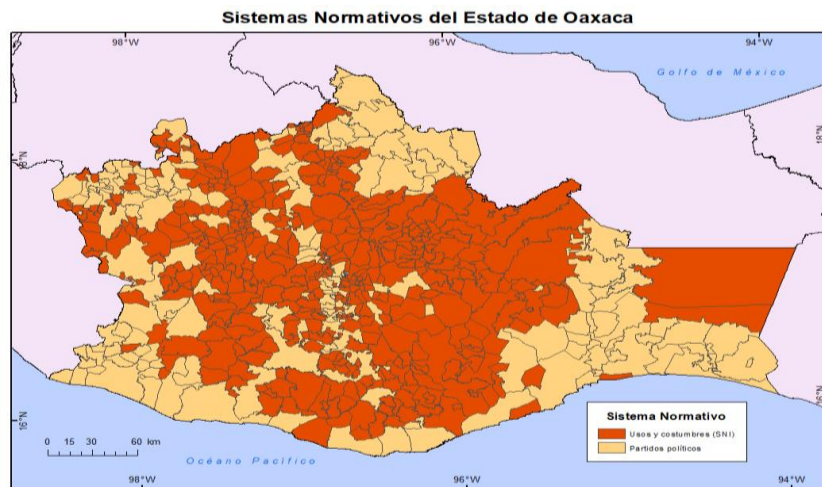 Sistemas Normativos del Estado de Oaxaca
98°W
96°W
94°W
Golfo de México
18°N
18°N
16°N
16°N
Sistema Normativo
Usos y costumbres (SNI)
Partidos políticos
0 15 30 60 km
Océano Pacífico
98°W
96°W
94°W